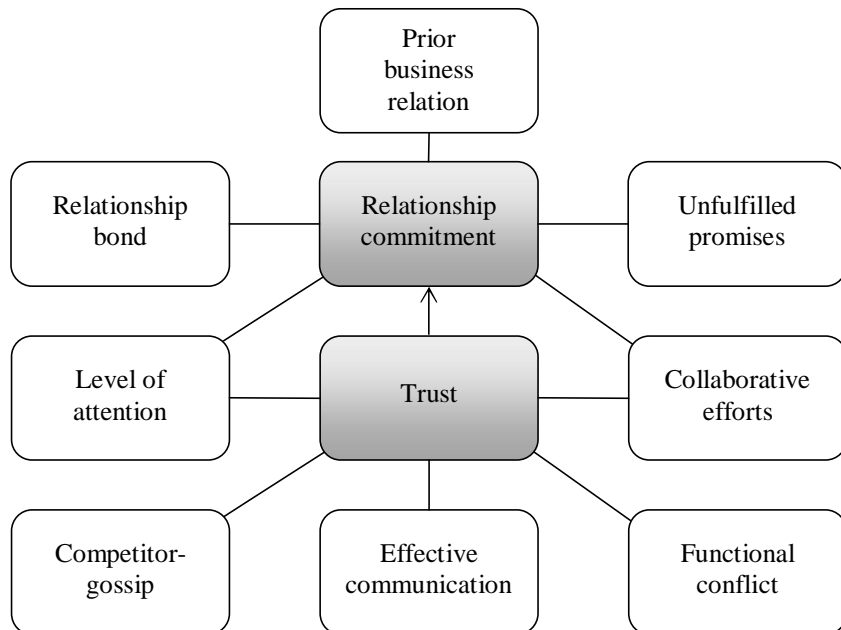 Prior
business
relation
Relationship
bond
Relationship
commitment
Unfulfilled
promises
Level of
attention
Trust
Collaborative
efforts
Competitor-
gossip
Effective
communication
Functional
conflict